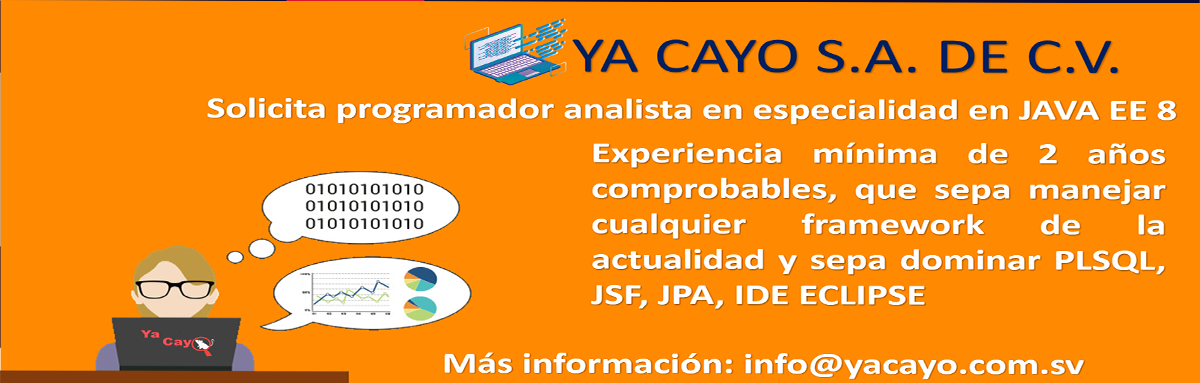 YA CAYO S.A. DE C.V.
Solicita programador analista en especialidad en JAVA EE 8
Experiencia mínima de 2 años
comprobables, que sepa manejar
cualquier framework de la
actualidad y sepa dominar PLSQL,
JSF, JPA, IDE ECLIPSE
01010101010
01010101010
01010101010
Ya
Cayo
Más información: info@yacayo.com.sv